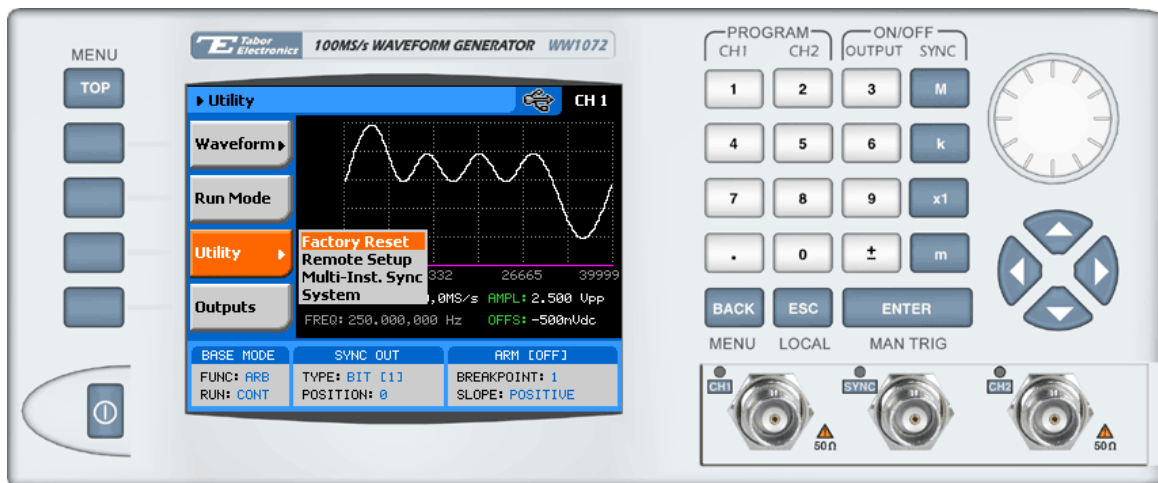 MENU
TOP
Tabor Electronics 100MS/s WAVEFORM GENERATOR WW1072
Utility CH 1
Waveform
Run Mode
Utility
Outputs
Factory Reset
Remote Setup
Multi-Inst. Sync
System
332 26665 39999
,0MS/s AMPL: 2.500 Vpp
FREQ: 250.000,000 Hz OFFS: -500mVdc
BASE MODE SYNC OUT ARM [OFF]
FUNC: ARB TYPE: BIT [1] BREAKPOINT: 1
RUN: CONT POSITION: 0 SLOPE: POSITIVE
PROGRAM ON/OFF
CH1 CH2 OUTPUT SYNC
1 2 3 M
4 5 6 k
7 8 9 x1
. 0 ± m
BACK ESC ENTER
MENU LOCAL MAN TRIG
CH1 SYNC CH2
50Ω 50Ω